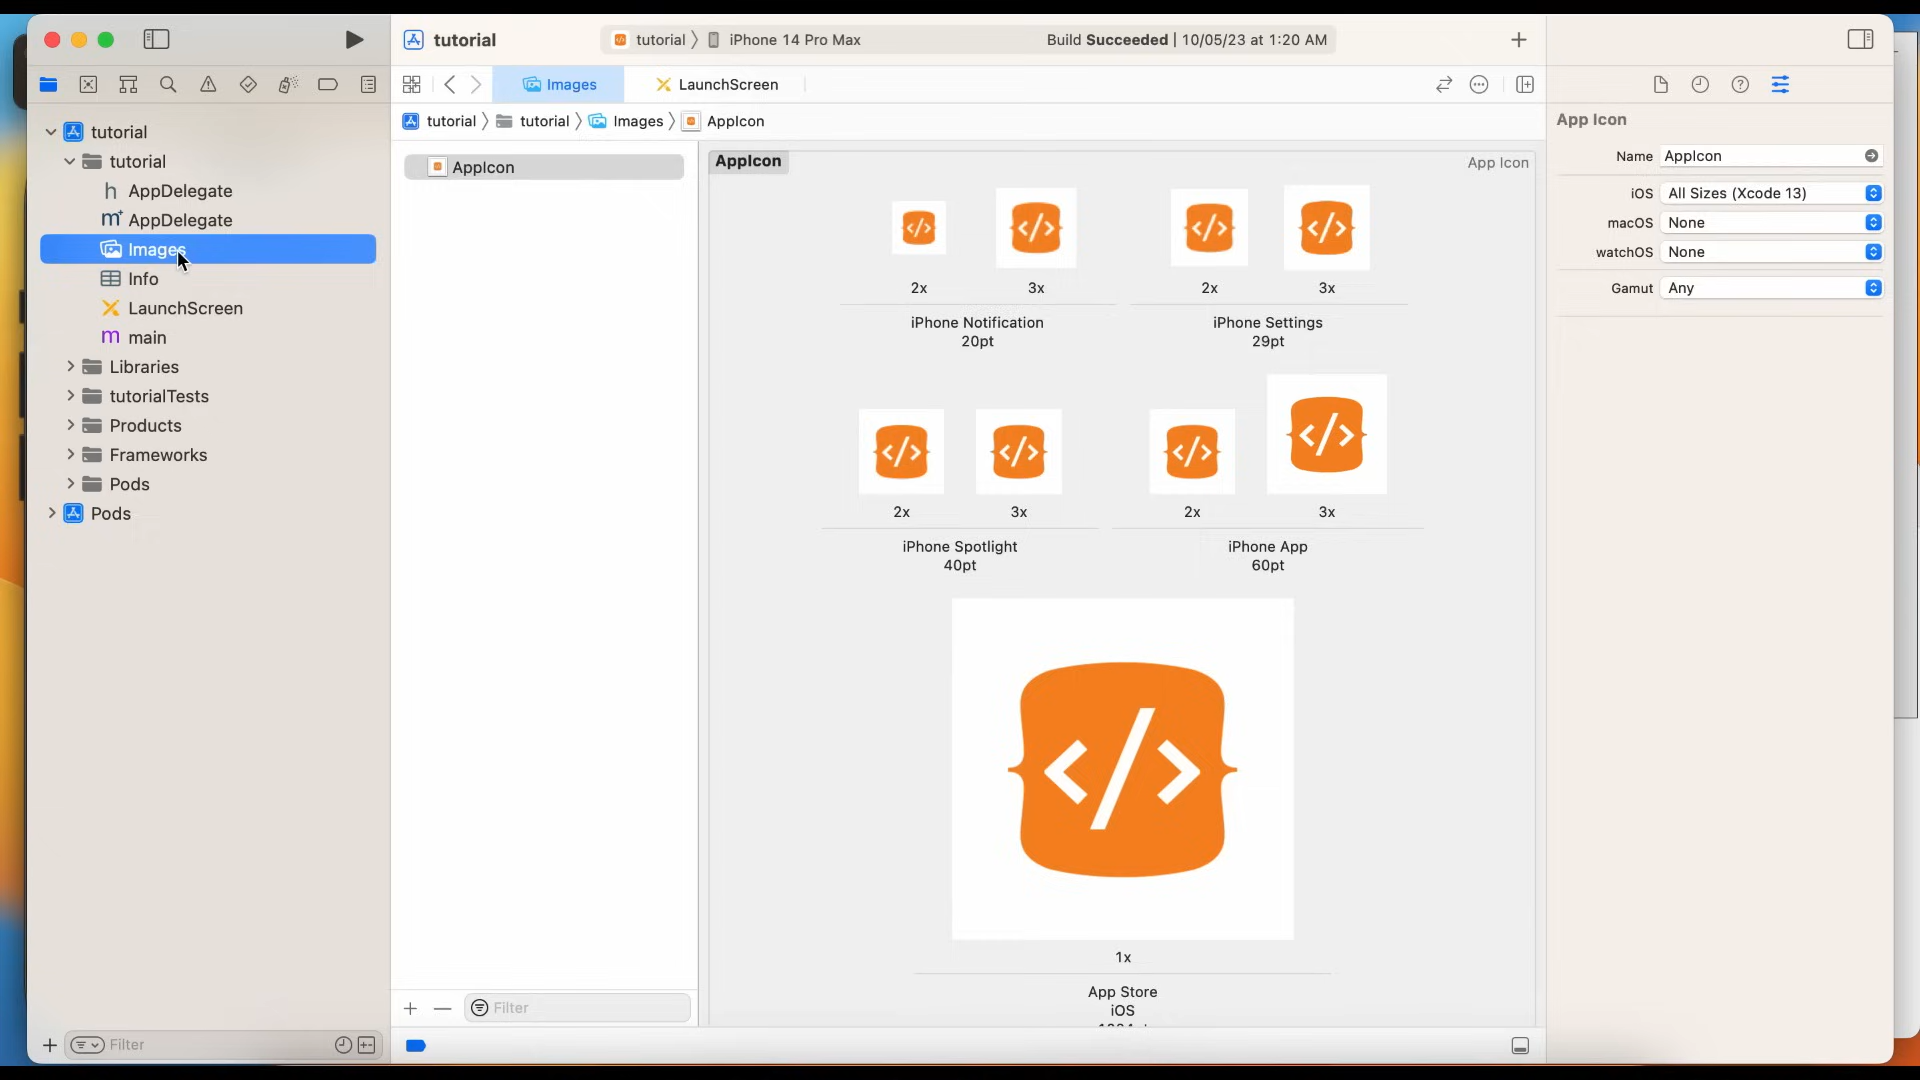 tutorial
tutorial
iPhone 14 Pro Max
Build Succeeded | 10/05/23 at 1:20 AM
Images
LaunchScreen
tutorial
tutorial
Images
AppIcon
tutorial
tutorial
AppDelegate
AppDelegate
Images
Info
LaunchScreen
main
Libraries
tutorialTests
Products
Frameworks
Pods
Pods
Filter
AppIcon
Filter
AppIcon
App Icon
2x
3x
iPhone Notification
20pt
2x
3x
iPhone Settings
29pt
2x
3x
iPhone Spotlight
40pt
2x
3x
iPhone App
60pt
</>
1x
App Store
iOS
App Icon
Name AppIcon
iOS All Sizes (Xcode 13)
macOS None
watchOS None
Gamut Any